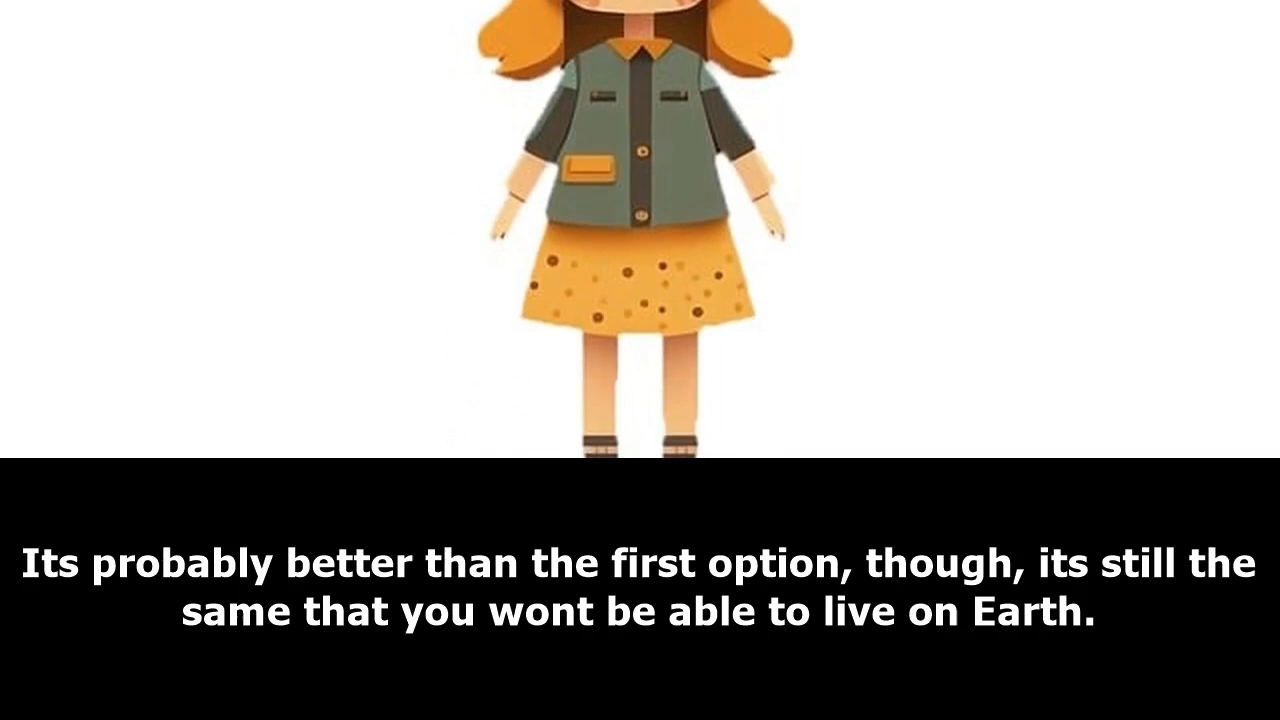 Its probably better than the first option, though, its still the
same that you wont be able to live on Earth.